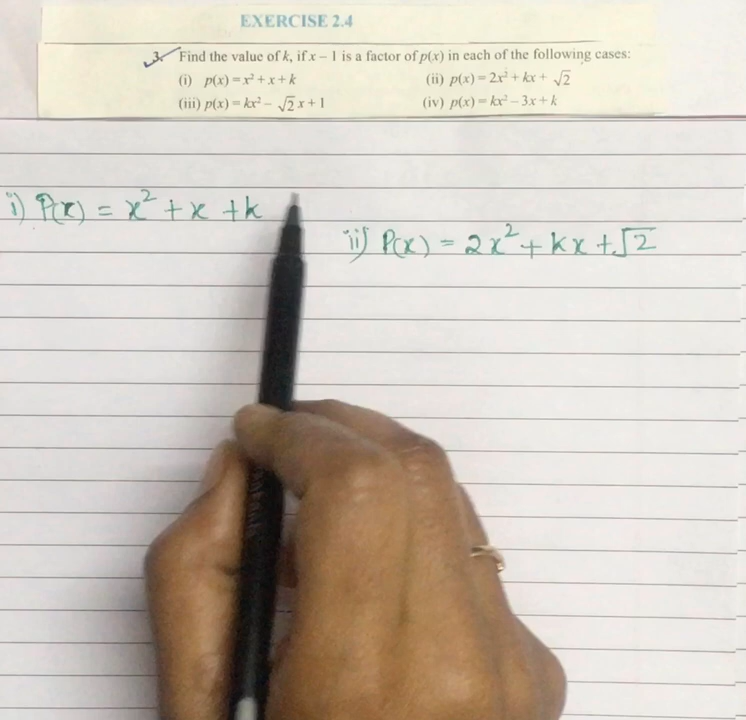 EXERCISE 2.4
3. Find the value of k, if x – 1 is a factor of p(x) in each of the following cases:
(i) p(x) = x² + x + k (ii) p(x) = 2x² + kx + √2
(iii) p(x) = kx² – √2 x + 1 (iv) p(x) = kx² – 3x + k
i) P(x) = x² + x + k
ii) P(x) = 2x² + kx + √2